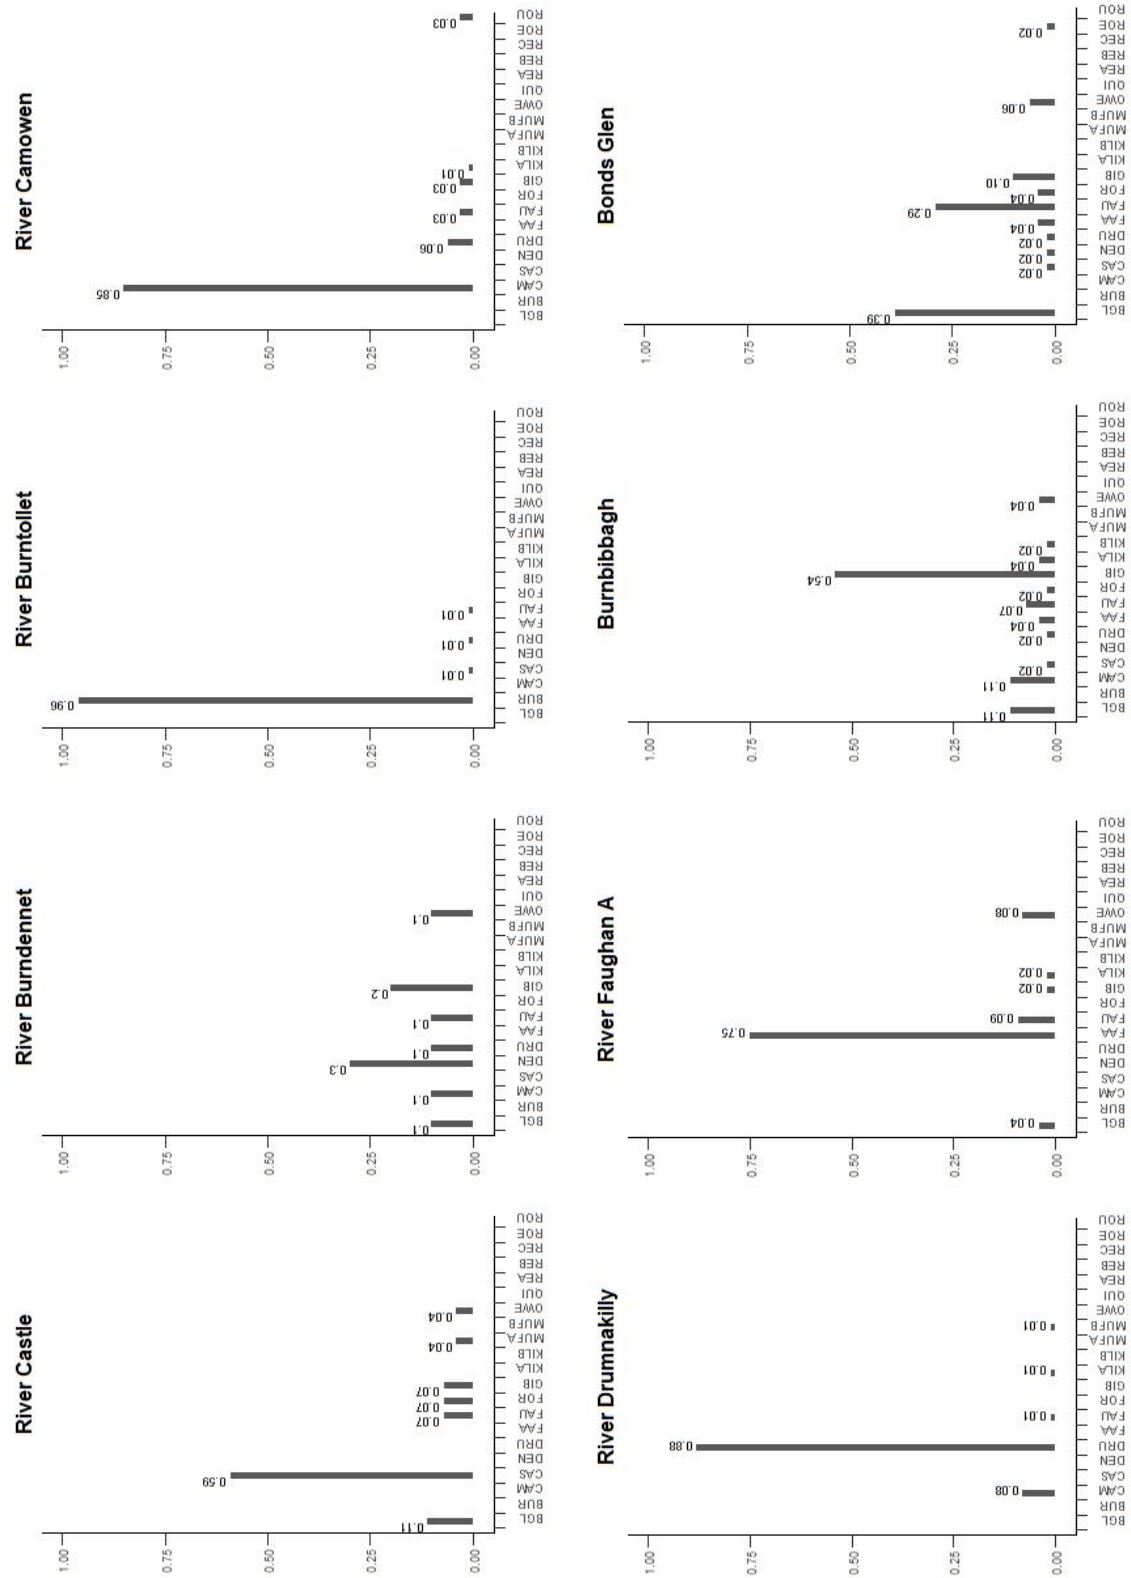 River Castle
1.00
0.75
0.50
0.25
0.00
0.11 0.59 0.07 0.07 0.07 0.04 0.04
BGL BUR CAM CAS DEN DRU FAA FAU FOR GIB KILA KILB MUFA MUFB OWE QUI REA REB REC ROE ROU
River Burndennet
1.00
0.75
0.50
0.25
0.00
0.1 0.1 0.3 0.1 0.1 0.2 0.1
BGL BUR CAM CAS DEN DRU FAA FAU FOR GIB KILA KILB MUFA MUFB OWE QUI REA REB REC ROE ROU
River Burntollet
1.00
0.75
0.50
0.25
0.00
0.96 0.01 0.01 0.01
BGL BUR CAM CAS DEN DRU FAA FAU FOR GIB KILA KILB MUFA MUFB OWE QUI REA REB REC ROE ROU
River Camowen
1.00
0.75
0.50
0.25
0.00
0.85 0.06 0.03 0.03 0.01 0.03
BGL BUR CAM CAS DEN DRU FAA FAU FOR GIB KILA KILB MUFA MUFB OWE QUI REA REB REC ROE ROU
River Drumnakilly
1.00
0.75
0.50
0.25
0.00
0.08 0.88 0.01 0.01 0.01
BGL BUR CAM CAS DEN DRU FAA FAU FOR GIB KILA KILB MUFA MUFB OWE QUI REA REB REC ROE ROU
River Faughan A
1.00
0.75
0.50
0.25
0.00
0.04 0.75 0.09 0.02 0.02 0.08
BGL BUR CAM CAS DEN DRU FAA FAU FOR GIB KILA KILB MUFA MUFB OWE QUI REA REB REC ROE ROU
Burnbibbagh
1.00
0.75
0.50
0.25
0.00
0.11 0.11 0.02 0.02 0.04 0.07 0.02 0.54 0.04 0.02 0.04
BGL BUR CAM CAS DEN DRU FAA FAU FOR GIB KILA KILB MUFA MUFB OWE QUI REA REB REC ROE ROU
Bonds Glen
1.00
0.75
0.50
0.25
0.00
0.39 0.02 0.02 0.02 0.04 0.29 0.04 0.10 0.06 0.02
BGL BUR CAM CAS DEN DRU FAA FAU FOR GIB KILA KILB MUFA MUFB OWE QUI REA REB REC ROE ROU